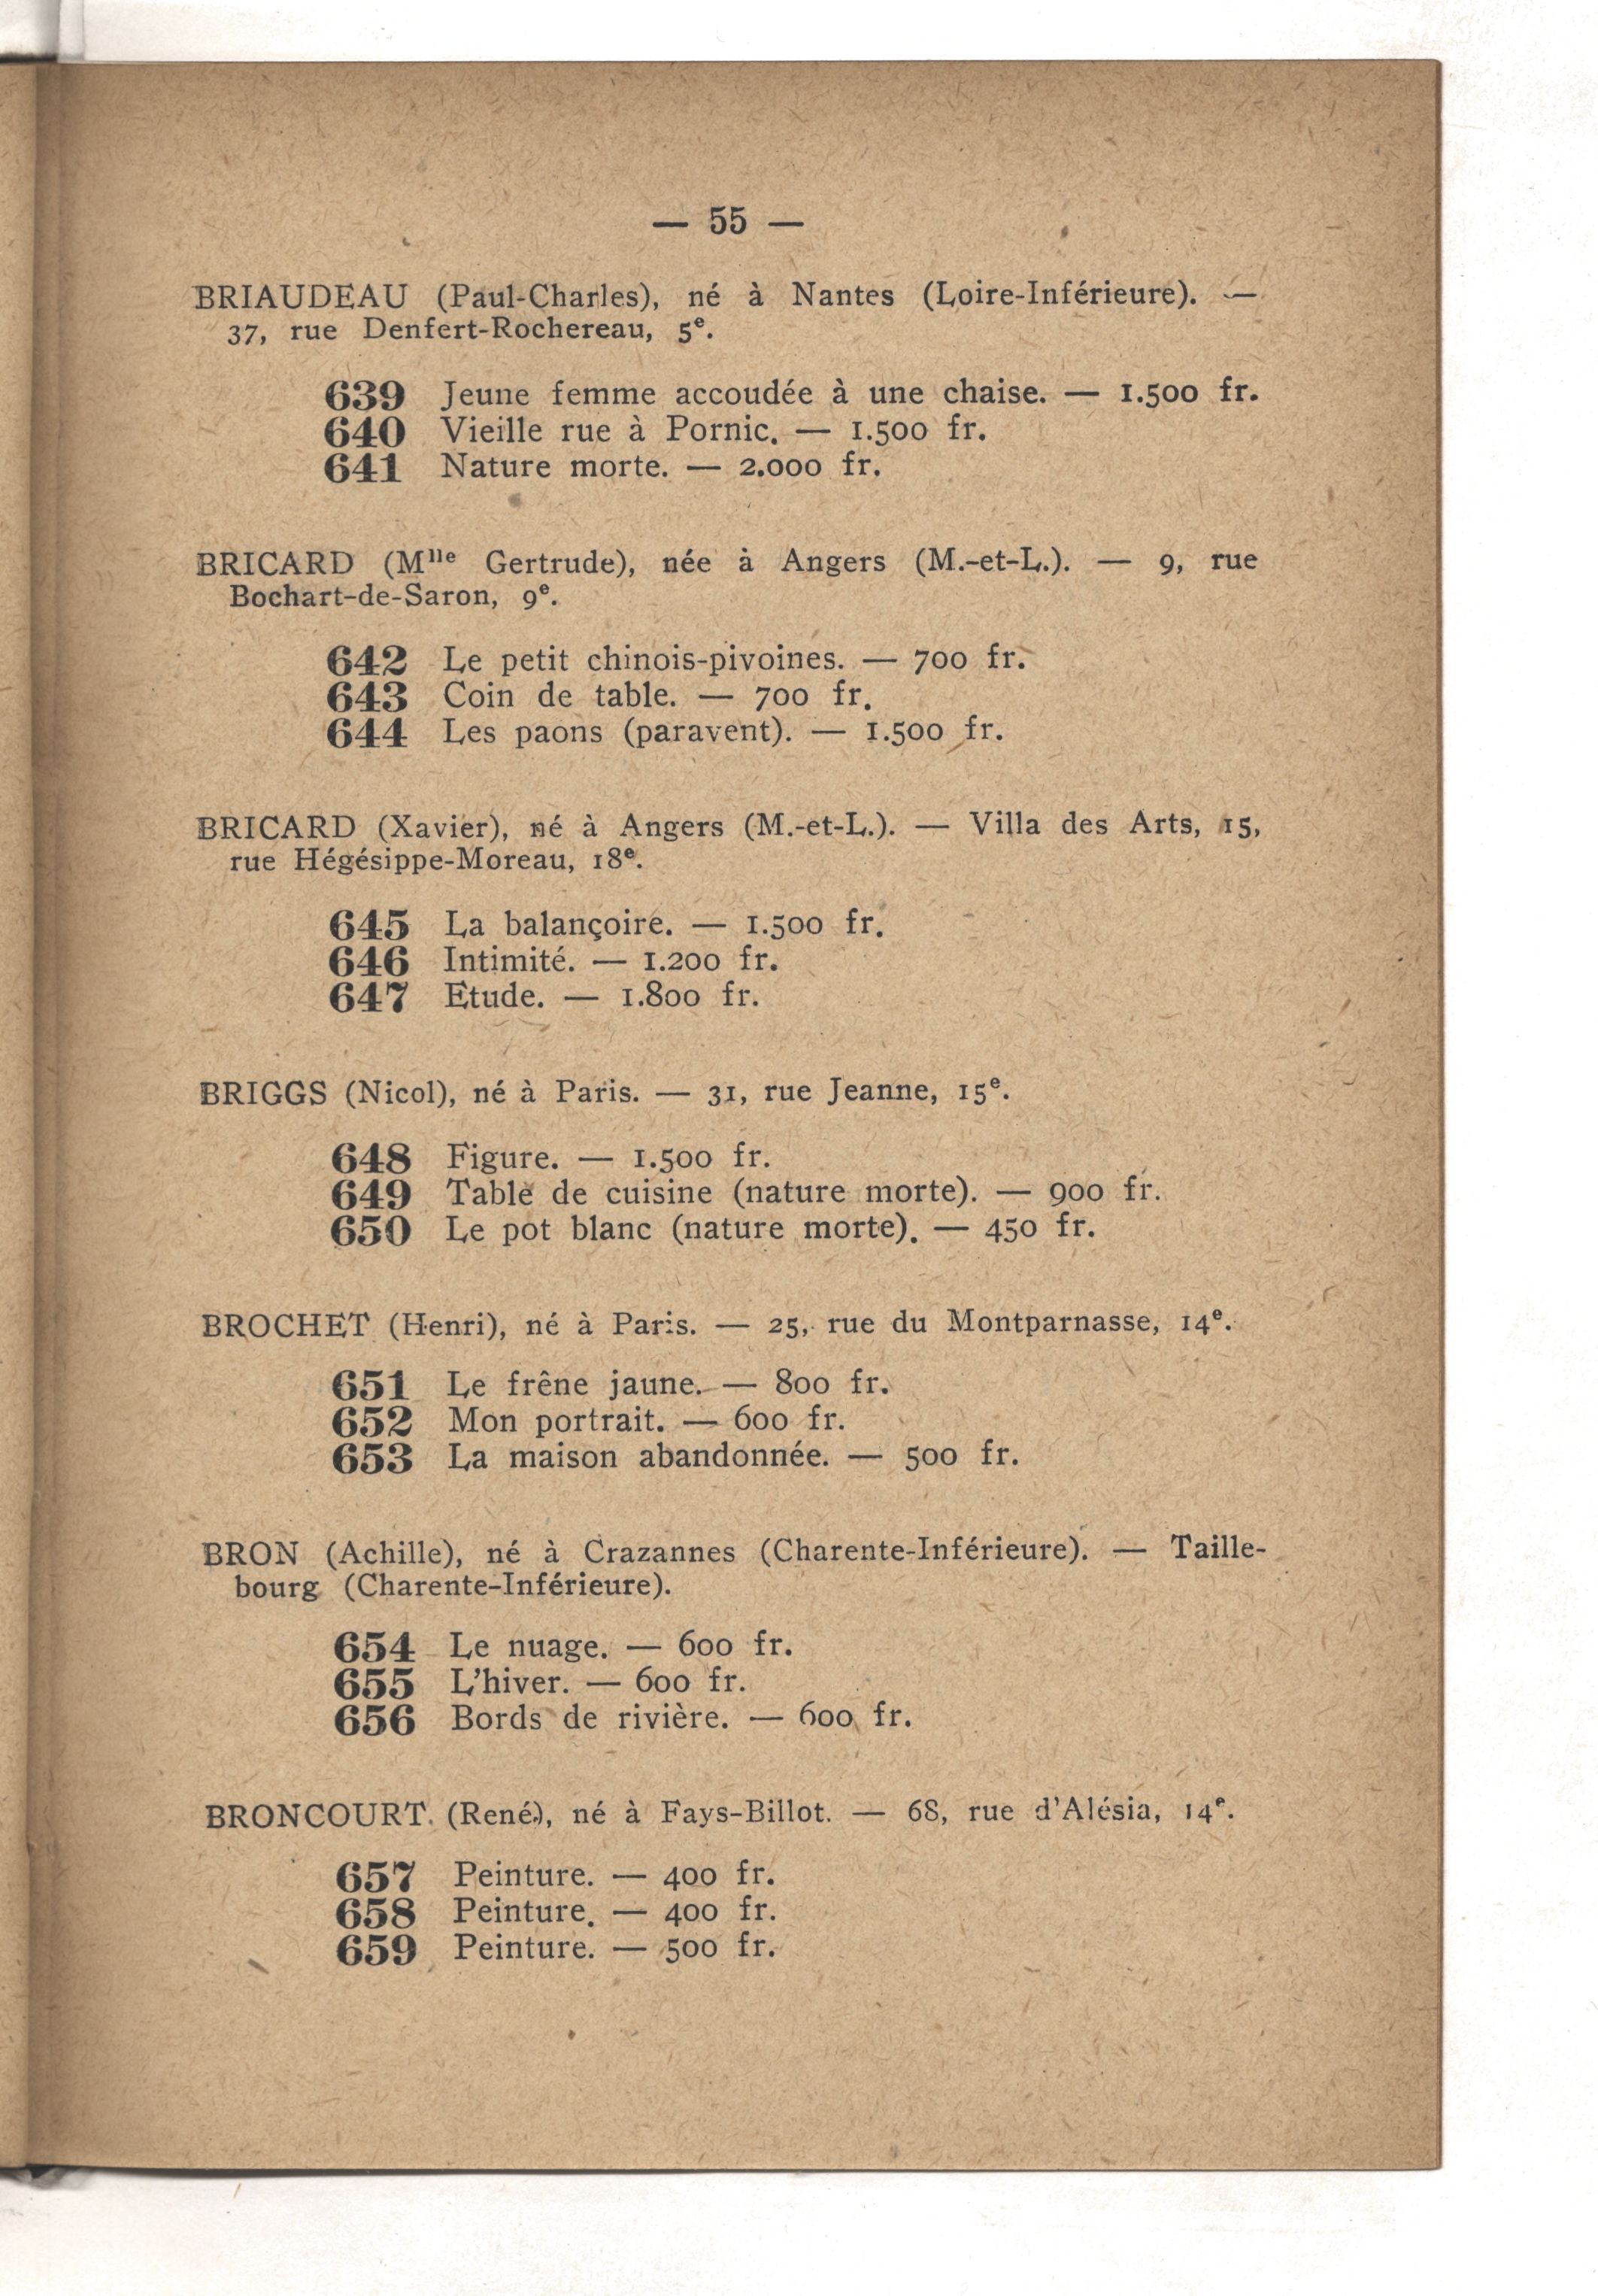 — 55 —
BRIAUDEAU (Paul-Charles), né à Nantes (Loire-Inférieure). —
37, rue Denfert-Rochereau, 5e.
639 Jeune femme accoudée à une chaise. — 1.500 fr.
640 Vieille rue à Pornic. — 1.500 fr.
641 Nature morte. — 2.000 fr.
BRICARD (Mlle Gertrude), née à Angers (M.-et-L.). — 9, rue
Bochart-de-Saron, 9e.
642 Le petit chinois-pivoines. — 700 fr.
643 Coin de table. — 700 fr.
644 Les paons (paravent). — 1.500 fr.
BRICARD (Xavier), né à Angers (M.-et-L.). — Villa des Arts, 15,
rue Hégésippe-Moreau, 18e.
645 La balançoire. — 1.500 fr.
646 Intimité. — 1.200 fr.
647 Etude. — 1.800 fr.
BRIGGS (Nicol), né à Paris. — 31, rue Jeanne, 15e.
648 Figure. — 1.500 fr.
649 Table de cuisine (nature morte). — 900 fr.
650 Le pot blanc (nature morte). — 450 fr.
BROCHET (Henri), né à Paris. — 25, rue du Montparnasse, 14e.
651 Le frêne jaune. — 800 fr.
652 Mon portrait. — 600 fr.
653 La maison abandonnée. — 500 fr.
BRON (Achille), né à Crazannes (Charente-Inférieure). — Taille-
bourg (Charente-Inférieure).
654 Le nuage. — 600 fr.
655 L'hiver. — 600 fr.
656 Bords de rivière. — 600 fr.
BRONCOURT (René), né à Fays-Billot. — 68, rue d'Alésia, 14e.
657 Peinture. — 400 fr.
658 Peinture. — 400 fr.
659 Peinture. — 500 fr.